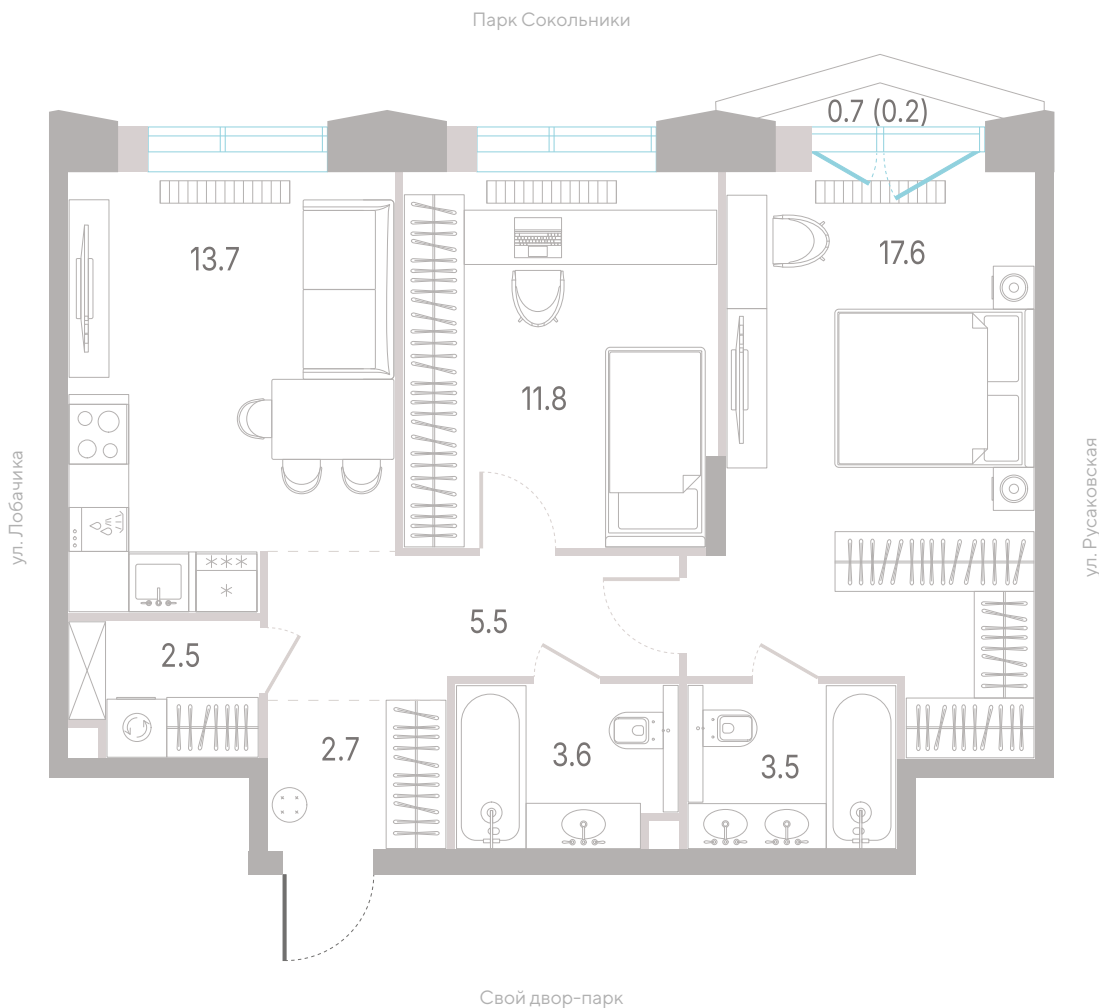 Парк Сокольники
0.7 (0.2)
13.7
17.6
11.8
ул. Лобачика
ул. Русаковская
5.5
2.5
2.7
3.6
3.5
Свой двор-парк